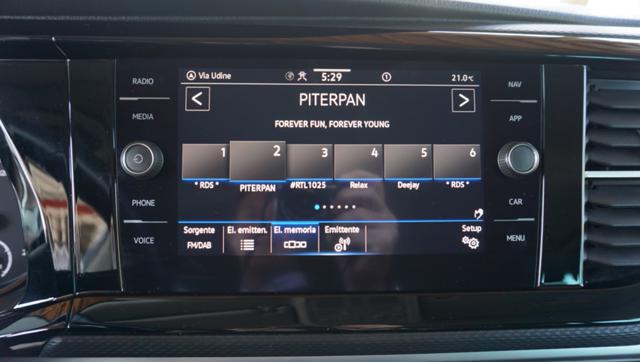 Via Udine 5:29 21.0°C
RADIO
MEDIA
PHONE
VOICE
PITERPAN
FOREVER FUN, FOREVER YOUNG
1 2 3 4 5 6
* RDS * PITERPAN #RTL1025 Relax Deejay * RDS *
Sorgente El. emitten. El. memoria Emittente Setup
FM/DAB
NAV
APP
CAR
MENU